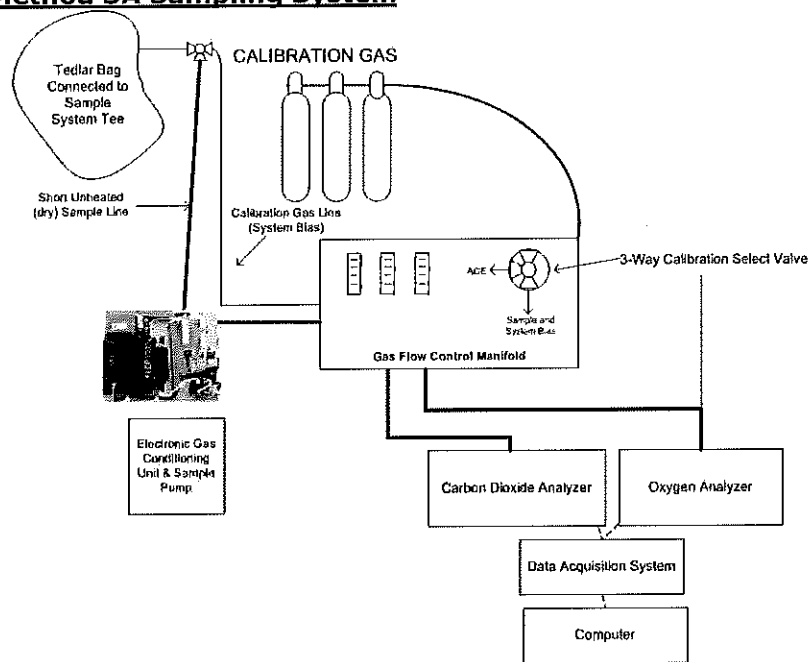 Method 3A Sampling System
Tedlar Bag
Connected to
Sample
System Tee
CALIBRATION GAS
Short Unheated
(dry) Sample Line
Calibration Gas Line
(System Bias)
ACE
3-Way Calibration Select Valve
Sample and
System Bias
Gas Flow Control Manifold
Electronic Gas
Conditioning
Unit & Sample
Pump
Carbon Dioxide Analyzer
Oxygen Analyzer
Data Acquisition System
Computer